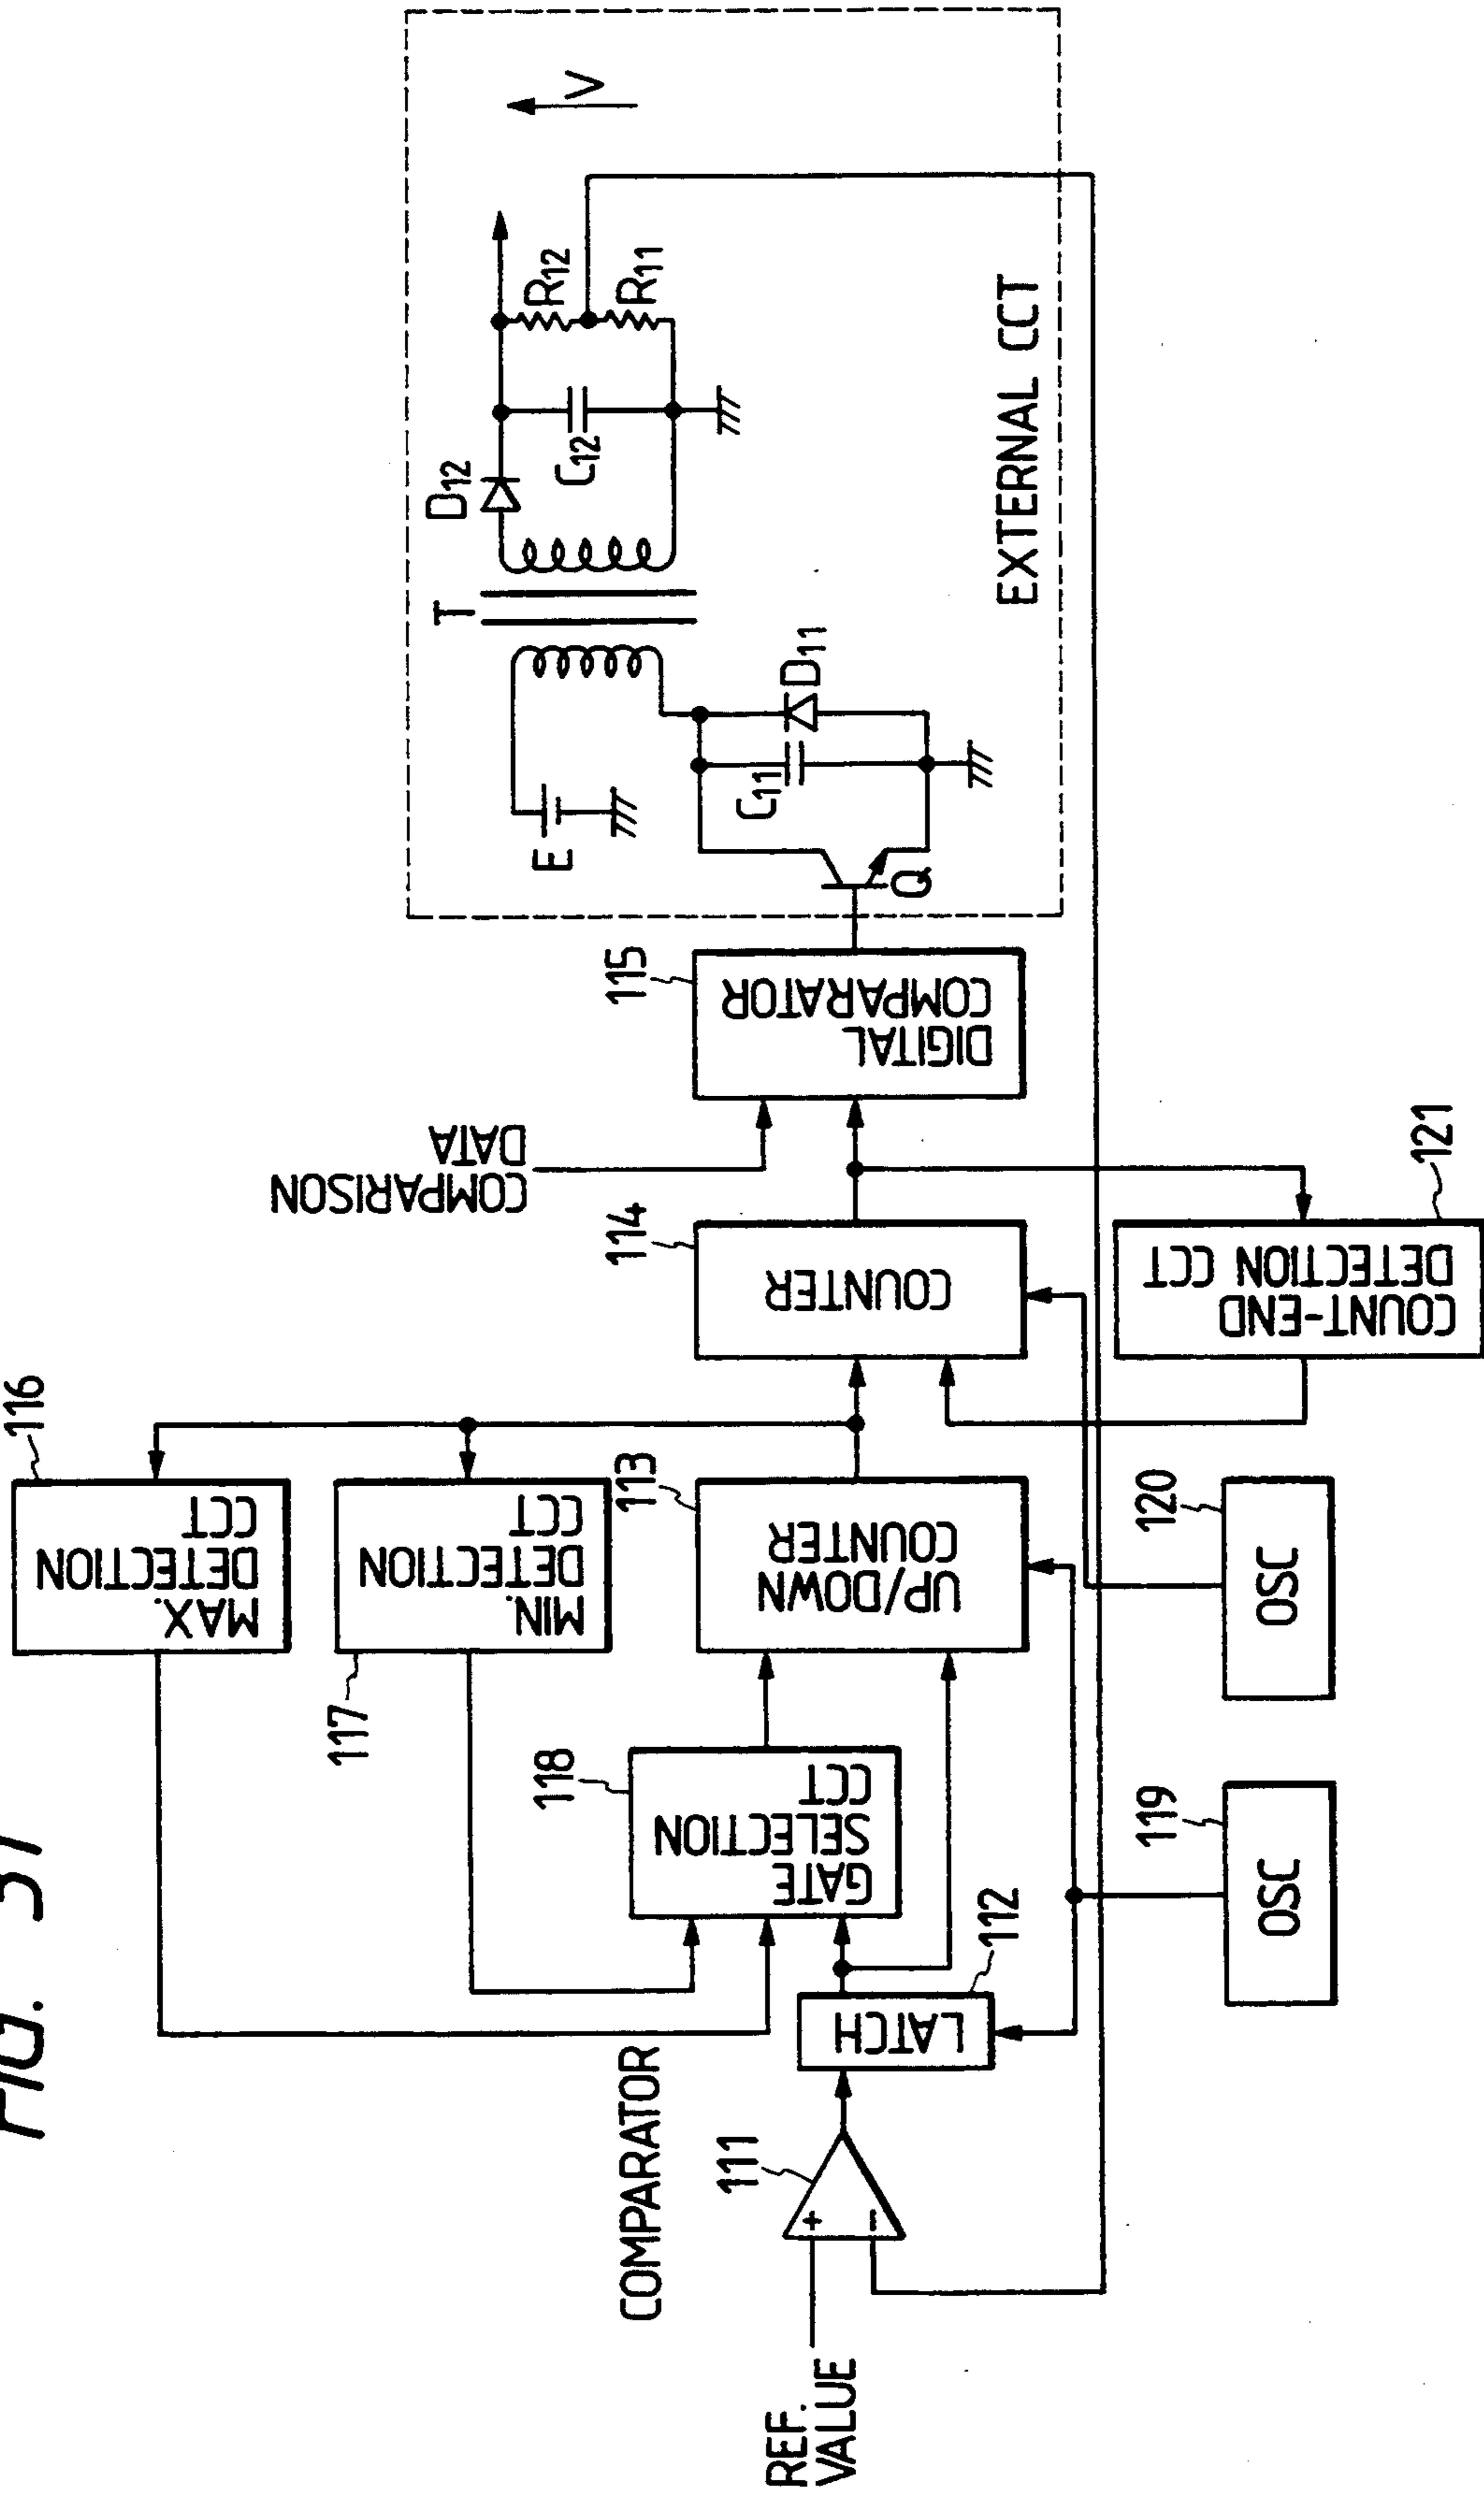 FIG. 37
116
MAX.
DETECTION
CCT
117
MIN.
DETECTION
CCT
118
GATE
SELECTION
CCT
113
UP/DOWN
COUNTER
114
COUNTER
COMPARISON
DATA
115
DIGITAL
COMPARATOR
REF.
VALUE
COMPARATOR
111
+
-
LATCH
112
119
OSC
120
OSC
121
COUNT-END
DETECTION CCT
E
T
Q
C11
D11
D12
C12
R12
R11
V
EXTERNAL CCT